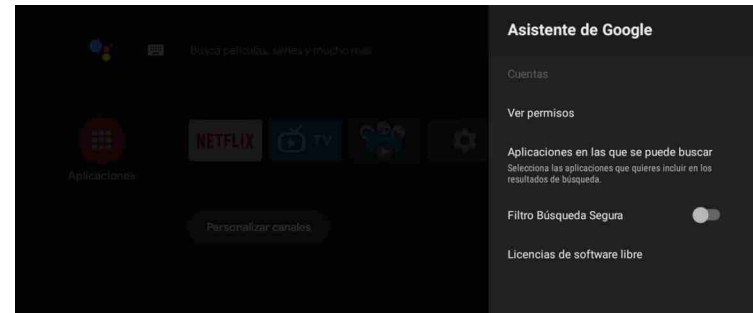 Busca películas, series y mucho más
Aplicaciones
NETFLIX
TV
Personalizar canales
Asistente de Google
Cuentas
Ver permisos
Aplicaciones en las que se puede buscar
Selecciona las aplicaciones que quieres incluir en los
resultados de búsqueda.
Filtro Búsqueda Segura
Licencias de software libre